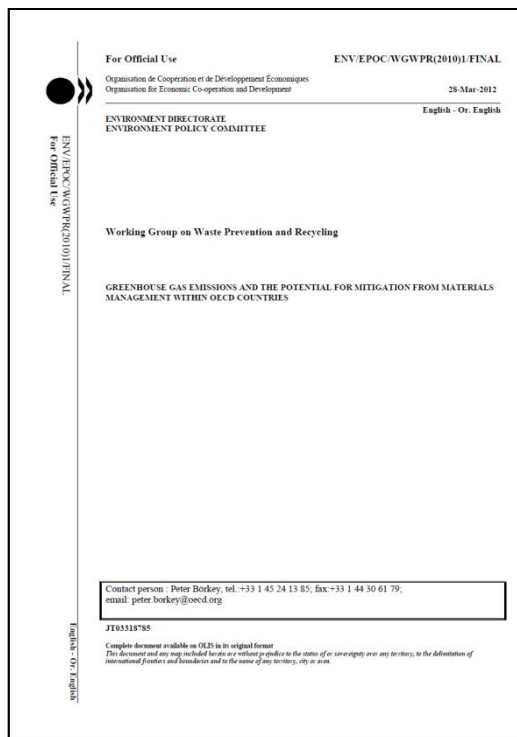 For Official Use ENV/EPOC/WGWPR(2010)1/FINAL
Organisation de Coopération et de Développement Économiques
Organisation for Economic Co-operation and Development 28-Mar-2012
English - Or. English
ENVIRONMENT DIRECTORATE
ENVIRONMENT POLICY COMMITTEE
Working Group on Waste Prevention and Recycling
GREENHOUSE GAS EMISSIONS AND THE POTENTIAL FOR MITIGATION FROM MATERIALS
MANAGEMENT WITHIN OECD COUNTRIES
Contact person : Peter Börkey, tel.:+33 1 45 24 13 85; fax:+33 1 44 30 61 79;
email: peter.borkey@oecd.org
JT03318785
Complete document available on OLIS in its original format
This document and any map included herein are without prejudice to the status of or sovereignty over any territory, to the delimitation of
international frontiers and boundaries and to the name of any territory, city or area.
ENV/EPOC/WGWPR(2010)1/FINAL
For Official Use
English - Or. English